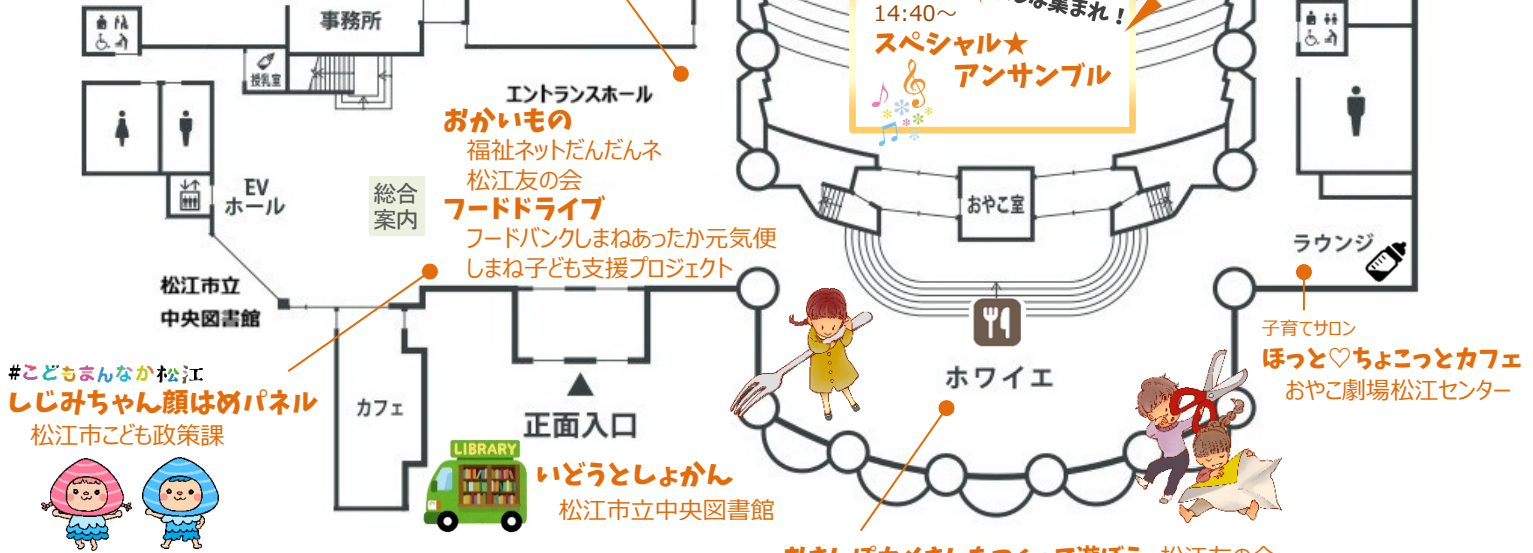 事務所
授乳室
エントランスホール
おかいもの
福祉ネットだんだんネ
松江友の会
フードドライブ
フードバンクしまねあったか元気便
しまね子ども支援プロジェクト
総合
案内
EV
ホール
松江市立
中央図書館
#こどもまんなか松江
しじみちゃん顔はめパネル
松江市こども政策課
カフェ
正面入口
LIBRARY
いどうとしょかん
松江市立中央図書館
集まれ!
14:40~
スペシャル★
アンサンブル
おやこ室
ホワイエ
ラウンジ
子育てサロン
ほっと♡ちょこっとカフェ
おやこ劇場松江センター
松江友の会